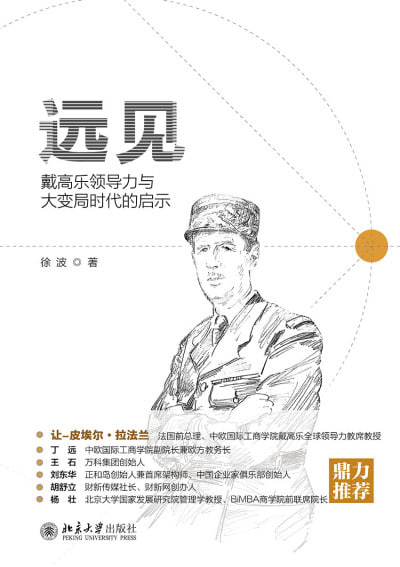 远见
戴高乐领导力与
大变局时代的启示
徐 波 ◎ 著
让-皮埃尔·拉法兰 法国前总理、中欧国际工商学院戴高乐全球领导力教席教授
丁 远 中欧国际工商学院副院长兼教务长
王 石 万科集团创始人
刘东华 正和岛创始人兼首席架构师、中国企业家俱乐部创始人
胡舒立 财新传媒社长、财新网创办人
杨 壮 北京大学国家发展研究院管理学教授、BiMBA商学院前联席院长
鼎力
推荐
北京大学出版社
PEKING UNIVERSITY PRESS